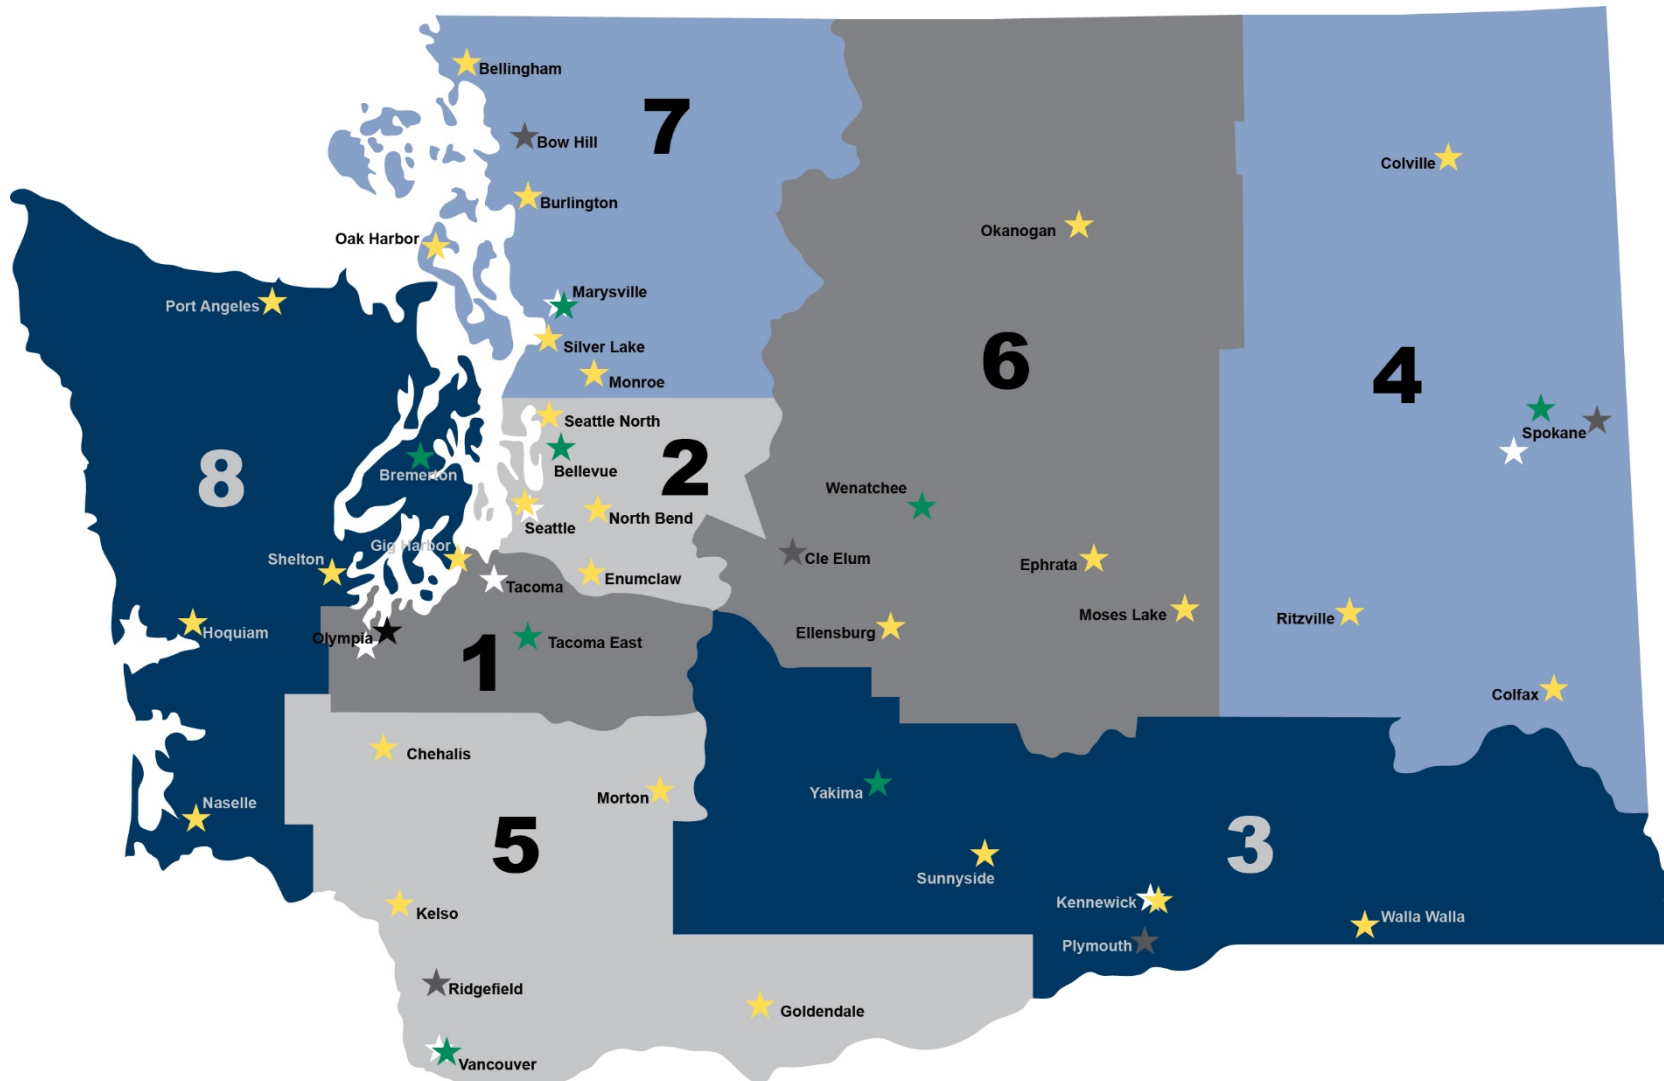 Bellingham
7
Bow Hill
Colville
Burlington
Okanogan
Oak Harbor
Marysville
Port Angeles
Silver Lake
6
Monroe
4
Seattle North
Spokane
2
Bellevue
Bremerton
8
Wenatchee
North Bend
Seattle
Gig Harbor
Shelton
Cle Elum
Ephrata
Enumclaw
Tacoma
Moses Lake
Ritzville
Hoquiam
Ellensburg
Olympia
Tacoma East
1
Colfax
Chehalis
Yakima
Morton
Naselle
5
3
Sunnyside
Kennewick
Kelso
Walla Walla
Plymouth
Ridgefield
Goldendale
Vancouver